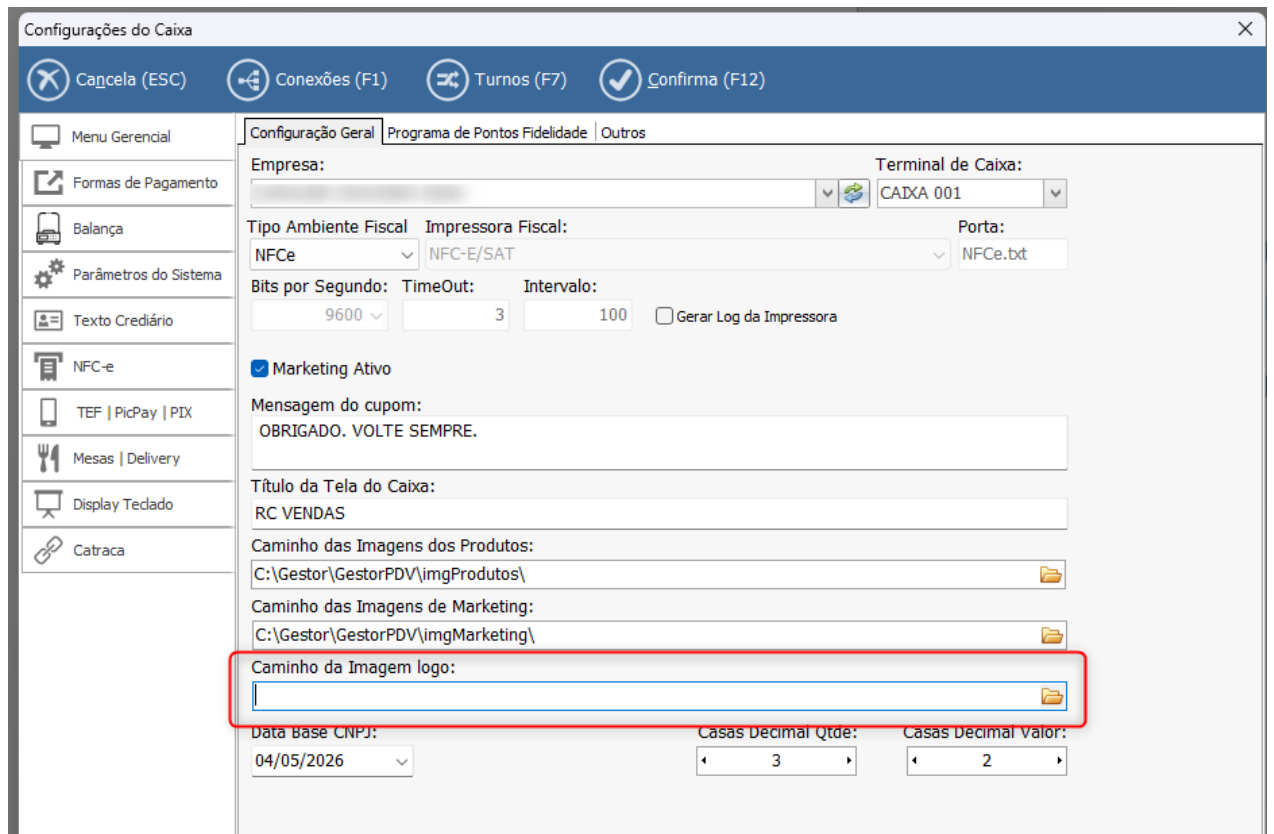 Configurações do Caixa
Cancela (ESC) Conexões (F1) Turnos (F7) Confirma (F12)
Menu Gerencial
Formas de Pagamento
Balança
Parâmetros do Sistema
Texto Crediário
NFC-e
TEF | PicPay | PIX
Mesas | Delivery
Display Teclado
Catraca
Configuração Geral Programa de Pontos Fidelidade Outros
Empresa: Terminal de Caixa:
CAIXA 001
Tipo Ambiente Fiscal Impressora Fiscal: Porta:
NFCe NFC-E/SAT NFCe.txt
Bits por Segundo: TimeOut: Intervalo:
9600 3 100 Gerar Log da Impressora
Marketing Ativo
Mensagem do cupom:
OBRIGADO. VOLTE SEMPRE.
Título da Tela do Caixa:
RC VENDAS
Caminho das Imagens dos Produtos:
C:\Gestor\GestorPDV\imgProdutos\
Caminho das Imagens de Marketing:
C:\Gestor\GestorPDV\imgMarketing\
Caminho da Imagem logo:
Data Base CNPJ: Casas Decimal Qtde: Casas Decimal Valor:
04/05/2026 3 2